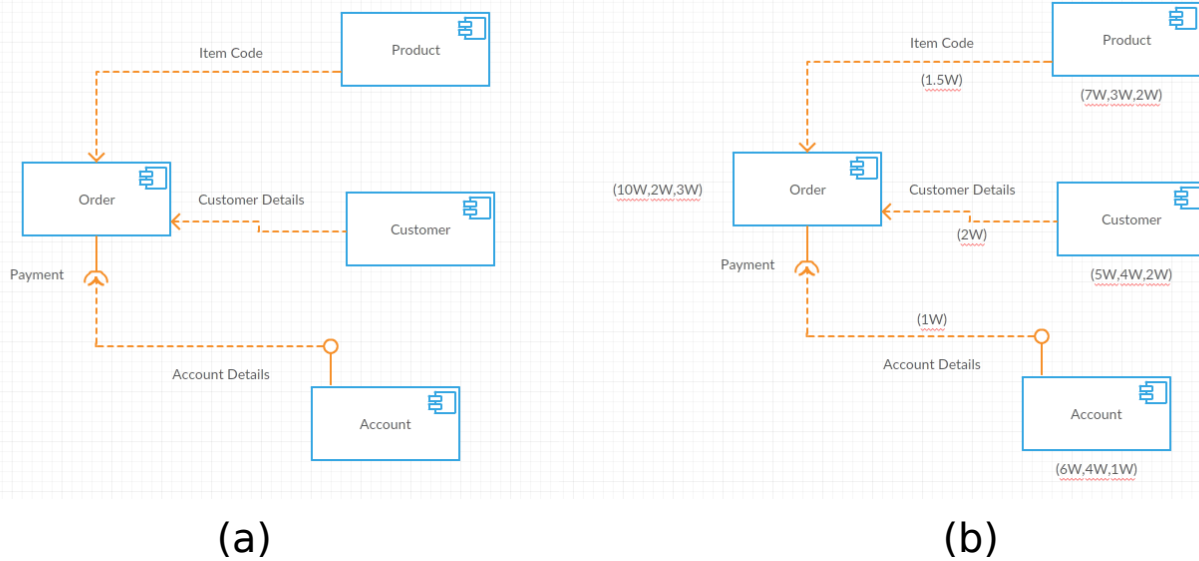 Product
Item Code
Order
Customer Details
Customer
Payment
Account Details
Account
(a)
Product
Item Code
(1.5W)
(7W,3W,2W)
(10W,2W,3W)
Order
Customer Details
Customer
(2W)
Payment
(5W,4W,2W)
(1W)
Account Details
Account
(6W,4W,1W)
(b)